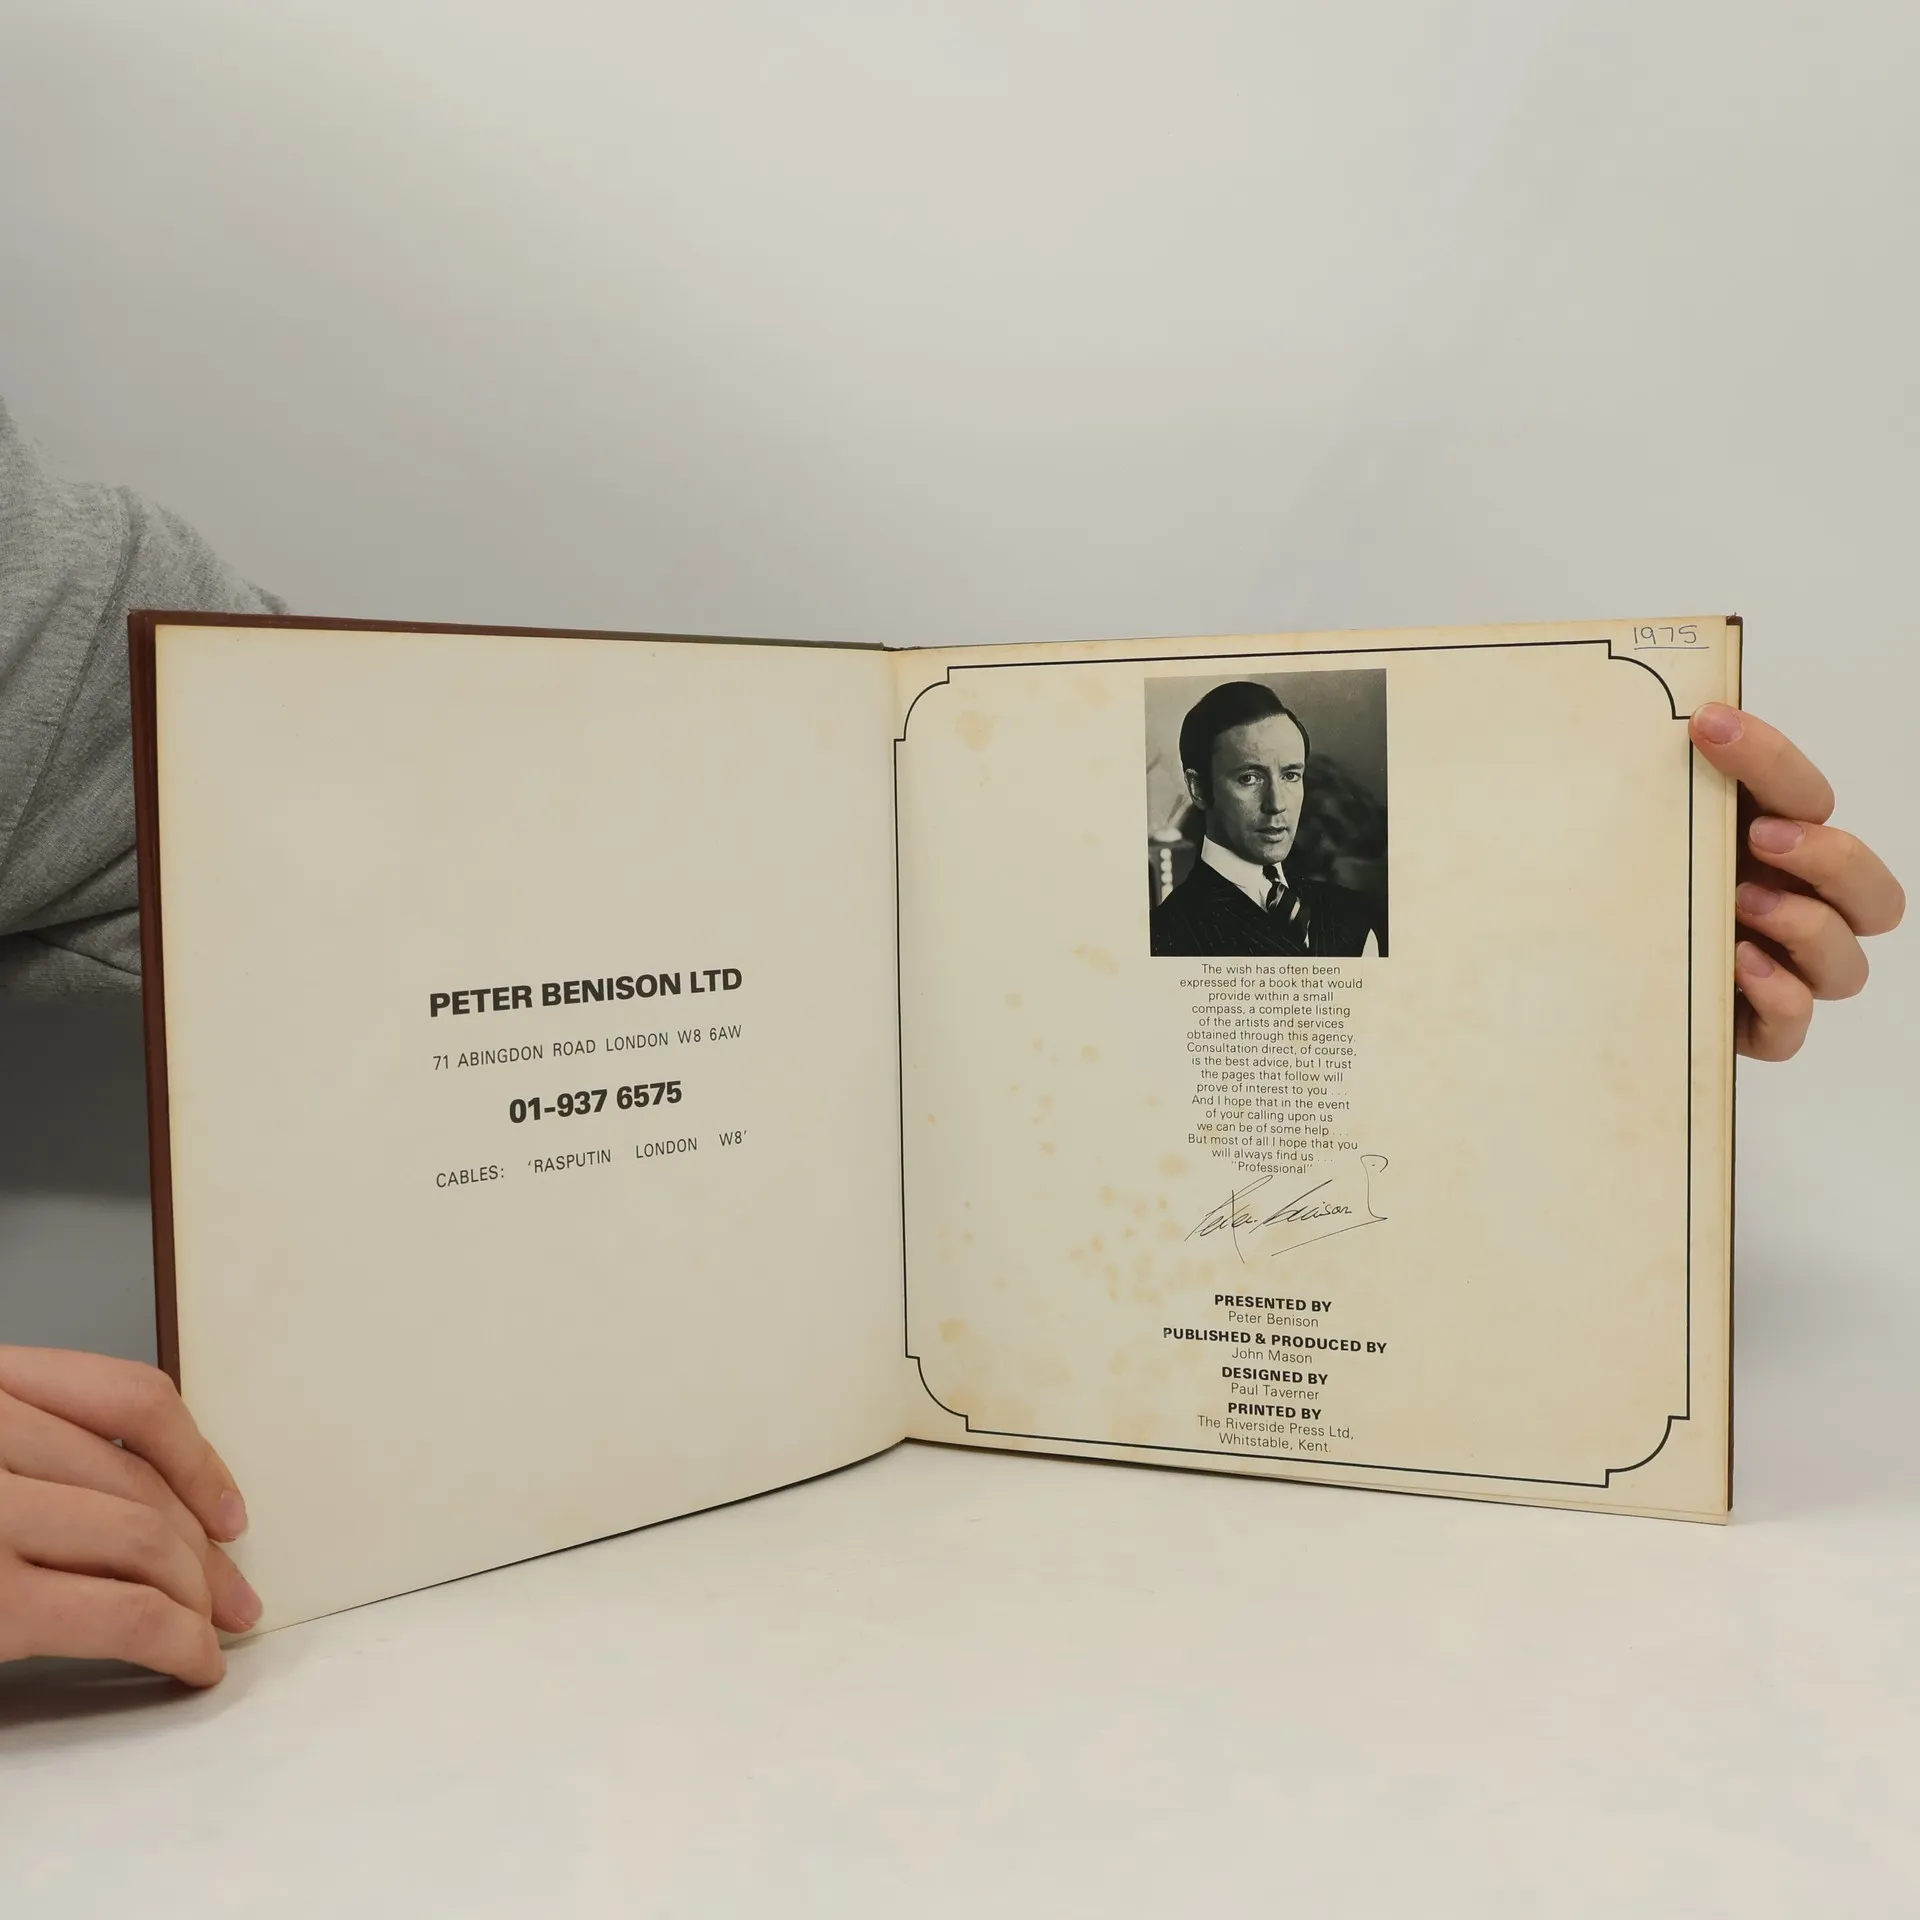 PETER BENISON LTD
71 ABINGDON ROAD LONDON W8 6AW
01-937 6575
CABLES: 'RASPUTIN LONDON W8'
1975
The wish has often been
expressed for a book that would
provide within a small
compass, a complete listing
of the artists and services
obtained through this agency.
Consultation direct, of course,
is the best advice, but I trust
the pages that follow will
prove of interest to you . . .
And I hope that in the event
of your calling upon us
we can be of some help . . .
But most of all I hope that you
will always find us . . .
"Professional"
Peter Benison
PRESENTED BY
Peter Benison
PUBLISHED & PRODUCED BY
John Mason
DESIGNED BY
Paul Taverner
PRINTED BY
The Riverside Press Ltd,
Whitstable, Kent.